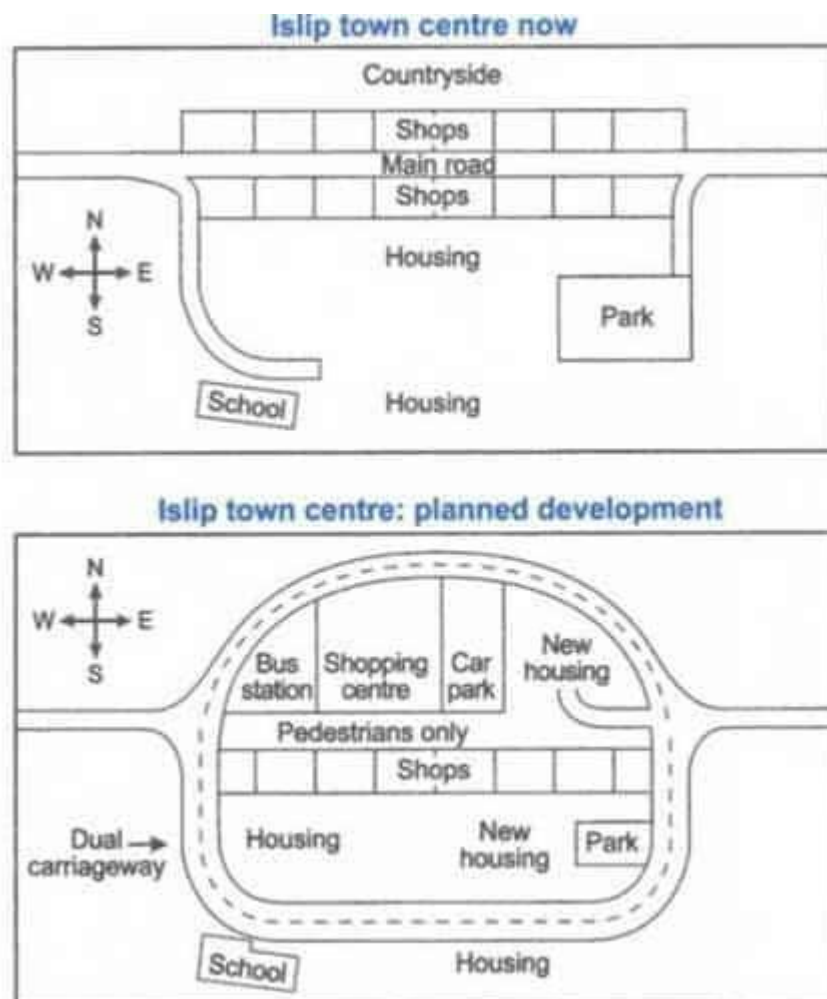 Islip town centre now
Countryside
Shops
Main road
Shops
N
W E
S
Housing
Park
School
Housing
Islip town centre: planned development
N
W E
S
Bus
station
Shopping
centre
Car
park
New
housing
Pedestrians only
Shops
Dual
carriageway
Housing
New
housing
Park
School
Housing